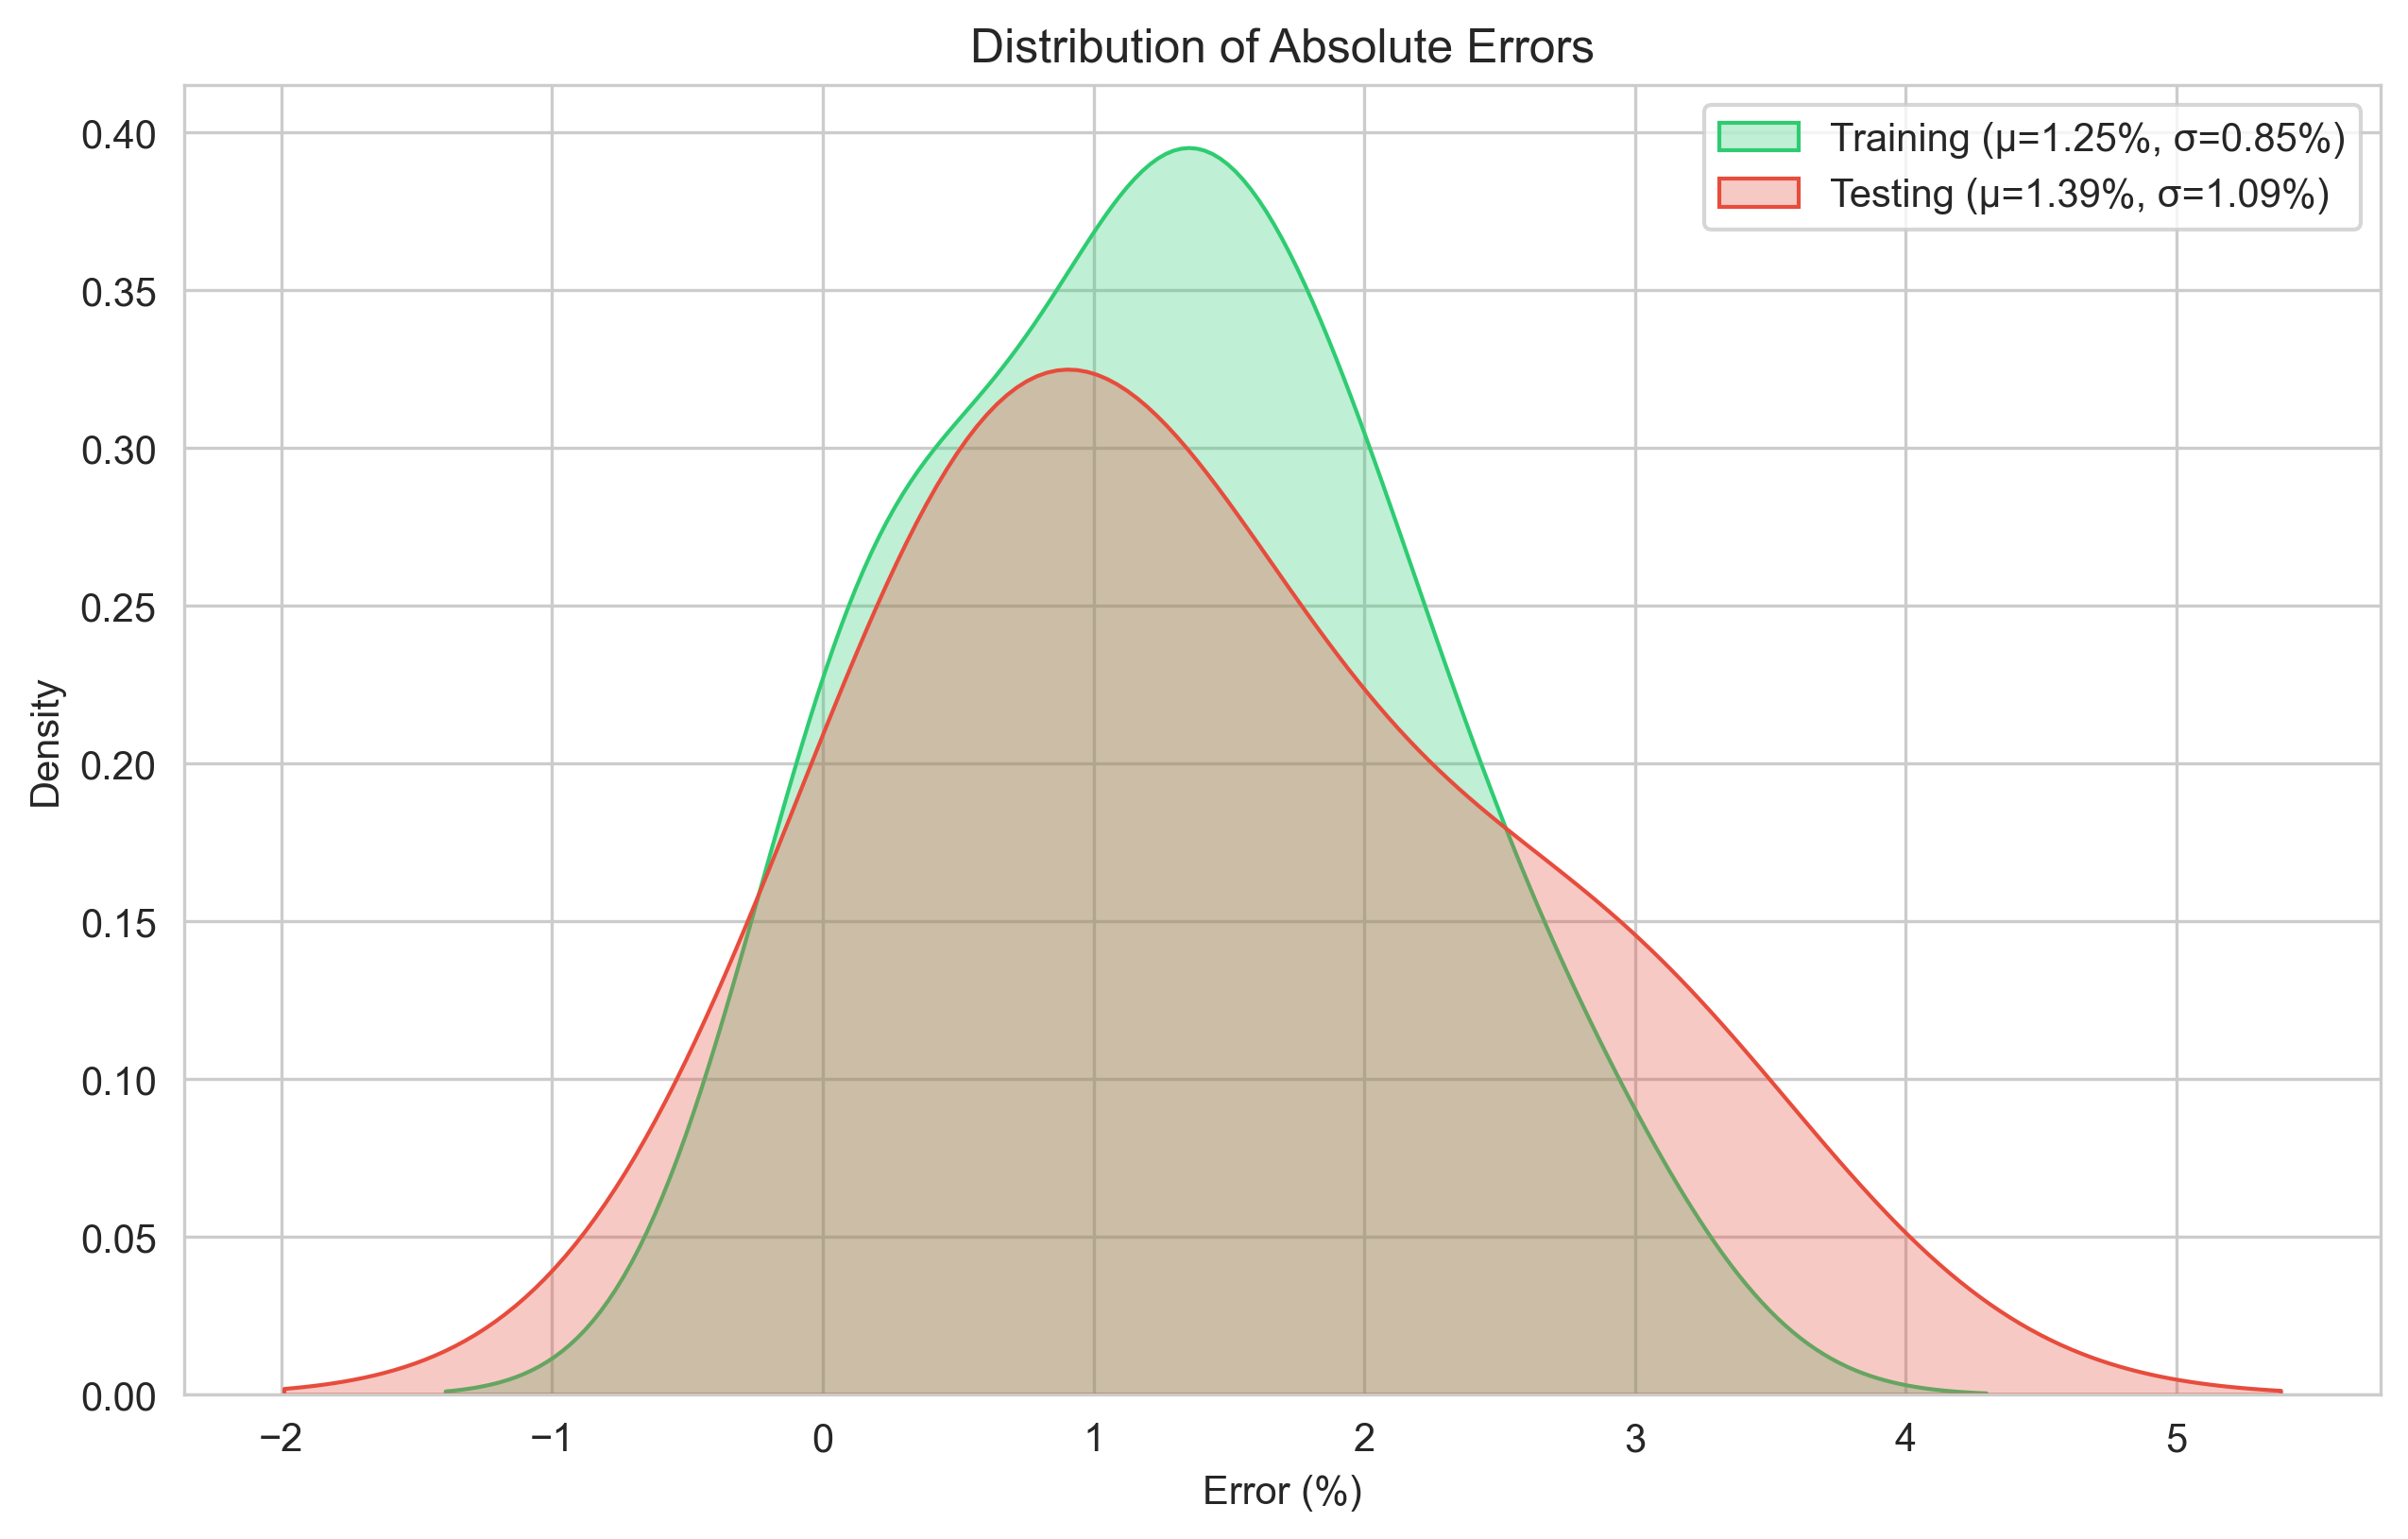 Distribution of Absolute Errors
Training (μ=1.25%, σ=0.85%)
Testing (μ=1.39%, σ=1.09%)
0.40
0.35
0.30
0.25
0.20
0.15
0.10
0.05
0.00
Density
−2 −1 0 1 2 3 4 5
Error (%)